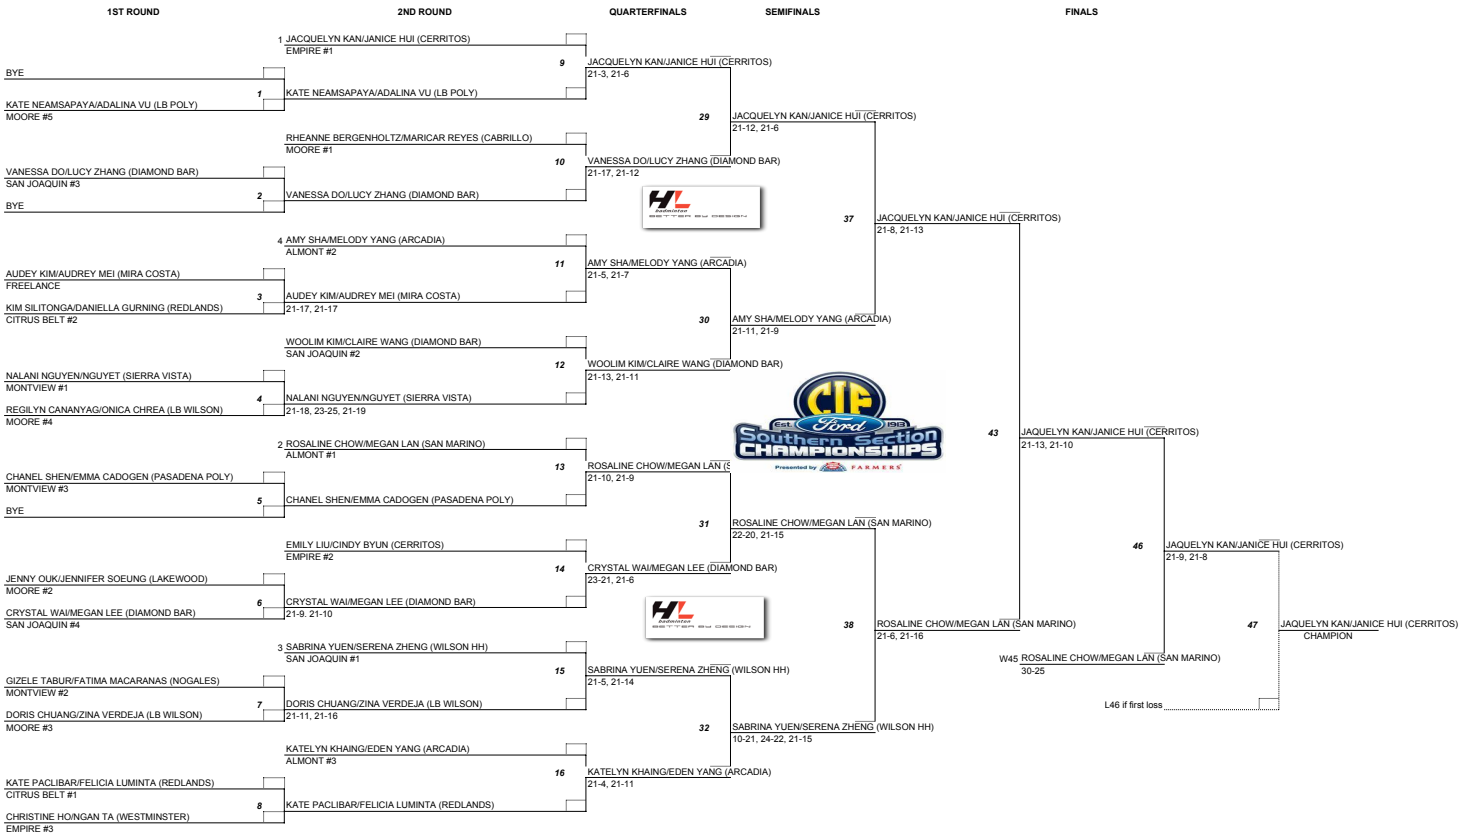 1ST ROUND
2ND ROUND
QUARTERFINALS
SEMIFINALS
FINALS
BYE
1
KATE NEAMSAPAYA/ADALINA VU (LB POLY)
MOORE #5
VANESSA DO/LUCY ZHANG (DIAMOND BAR)
SAN JOAQUIN #3
2
BYE
AUDEY KIM/AUDREY MEI (MIRA COSTA)
FREELANCE
3
KIM SILITONGA/DANIELLA GURNING (REDLANDS)
CITRUS BELT #2
NALANI NGUYEN/NGUYET (SIERRA VISTA)
MONTVIEW #1
4
REGILYN CANANYAG/ONICA CHREA (LB WILSON)
MOORE #4
CHANEL SHEN/EMMA CADOGEN (PASADENA POLY)
MONTVIEW #3
5
BYE
JENNY OUK/JENNIFER SOEUNG (LAKEWOOD)
MOORE #2
6
CRYSTAL WAI/MEGAN LEE (DIAMOND BAR)
SAN JOAQUIN #4
GIZELE TABUR/FATIMA MACARANAS (NOGALES)
MONTVIEW #2
7
DORIS CHUANG/ZINA VERDEJA (LB WILSON)
MOORE #3
KATE PACLIBAR/FELICIA LUMINTA (REDLANDS)
CITRUS BELT #1
8
CHRISTINE HO/NGAN TA (WESTMINSTER)
EMPIRE #3
1 JACQUELYN KAN/JANICE HUI (CERRITOS)
EMPIRE #1
9
KATE NEAMSAPAYA/ADALINA VU (LB POLY)
RHEANNE BERGENHOLTZ/MARICAR REYES (CABRILLO)
MOORE #1
10
VANESSA DO/LUCY ZHANG (DIAMOND BAR)
4 AMY SHA/MELODY YANG (ARCADIA)
ALMONT #2
11
AUDEY KIM/AUDREY MEI (MIRA COSTA)
21-17, 21-17
WOOLIM KIM/CLAIRE WANG (DIAMOND BAR)
SAN JOAQUIN #2
12
NALANI NGUYEN/NGUYET (SIERRA VISTA)
21-18, 23-25, 21-19
2 ROSALINE CHOW/MEGAN LAN (SAN MARINO)
ALMONT #1
13
CHANEL SHEN/EMMA CADOGEN (PASADENA POLY)
EMILY LIU/CINDY BYUN (CERRITOS)
EMPIRE #2
14
CRYSTAL WAI/MEGAN LEE (DIAMOND BAR)
21-9. 21-10
3 SABRINA YUEN/SERENA ZHENG (WILSON HH)
SAN JOAQUIN #1
15
DORIS CHUANG/ZINA VERDEJA (LB WILSON)
21-11, 21-16
KATELYN KHAING/EDEN YANG (ARCADIA)
ALMONT #3
16
KATE PACLIBAR/FELICIA LUMINTA (REDLANDS)
JACQUELYN KAN/JANICE HUI (CERRITOS)
21-3, 21-6
29
VANESSA DO/LUCY ZHANG (DIAMOND BAR)
21-17, 21-12
HL
badminton
BETTER BY DESIGN
AMY SHA/MELODY YANG (ARCADIA)
21-5, 21-7
30
WOOLIM KIM/CLAIRE WANG (DIAMOND BAR)
21-13, 21-11
ROSALINE CHOW/MEGAN LAN (S
21-10, 21-9
31
CRYSTAL WAI/MEGAN LEE (DIAMOND BAR)
23-21, 21-6
HL
badminton
BETTER BY DESIGN
SABRINA YUEN/SERENA ZHENG (WILSON HH)
21-5, 21-14
32
KATELYN KHAING/EDEN YANG (ARCADIA)
21-4, 21-11
JACQUELYN KAN/JANICE HUI (CERRITOS)
21-12, 21-6
37
AMY SHA/MELODY YANG (ARCADIA)
21-11, 21-9
CIF
Est. Ford 1913
Southern Section
CHAMPIONSHIPS
Presented by FARMERS
ROSALINE CHOW/MEGAN LAN (SAN MARINO)
22-20, 21-15
38
SABRINA YUEN/SERENA ZHENG (WILSON HH)
10-21, 24-22, 21-15
JACQUELYN KAN/JANICE HUI (CERRITOS)
21-8, 21-13
43
ROSALINE CHOW/MEGAN LAN (SAN MARINO)
21-6, 21-16
JAQUELYN KAN/JANICE HUI (CERRITOS)
21-13, 21-10
46
W45 ROSALINE CHOW/MEGAN LAN (SAN MARINO)
30-25
JAQUELYN KAN/JANICE HUI (CERRITOS)
21-9, 21-8
47
L46 if first loss
JAQUELYN KAN/JANICE HUI (CERRITOS)
CHAMPION